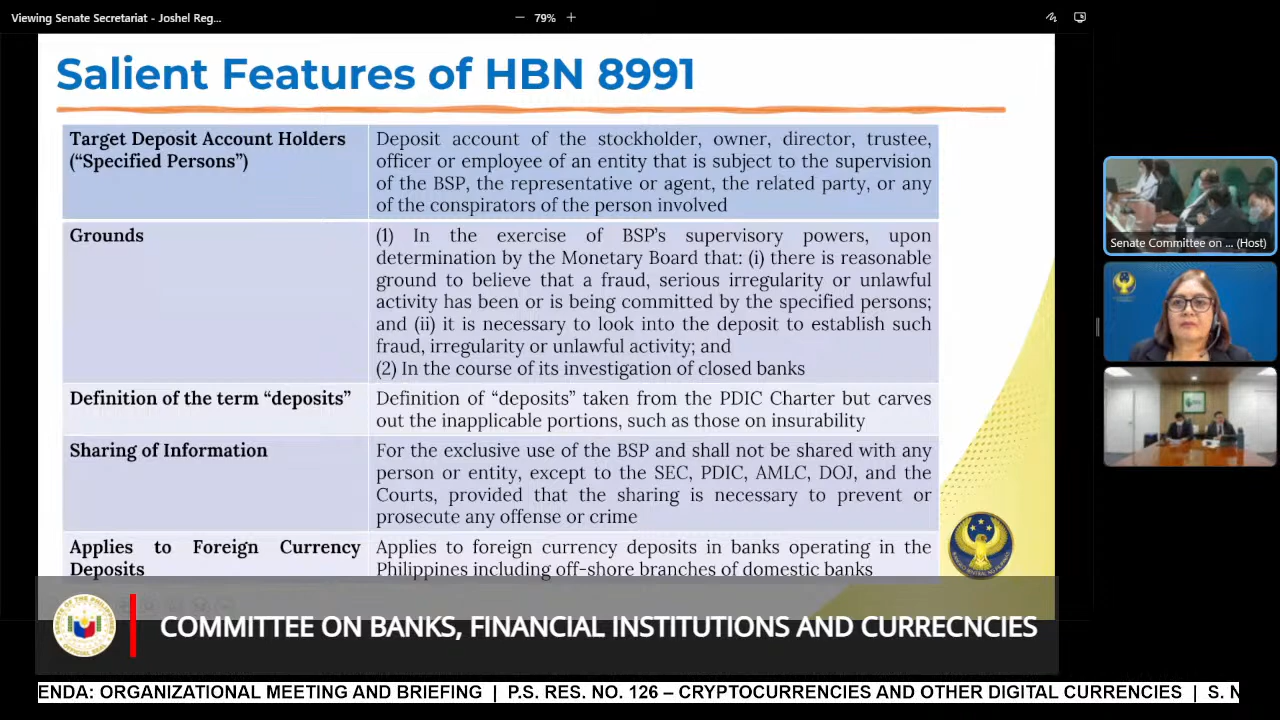 Viewing Senate Secretariat - Joshel Reg...
79%
Salient Features of HBN 8991
Target Deposit Account Holders
(“Specified Persons”)
Deposit account of the stockholder, owner, director, trustee,
officer or employee of an entity that is subject to the supervision
of the BSP, the representative or agent, the related party, or any
of the conspirators of the person involved
Grounds
(1) In the exercise of BSP’s supervisory powers, upon
determination by the Monetary Board that: (i) there is reasonable
ground to believe that a fraud, serious irregularity or unlawful
activity has been or is being committed by the specified persons;
and (ii) it is necessary to look into the deposit to establish such
fraud, irregularity or unlawful activity; and
(2) In the course of its investigation of closed banks
Definition of the term “deposits”
Definition of “deposits” taken from the PDIC Charter but carves
out the inapplicable portions, such as those on insurability
Sharing of Information
For the exclusive use of the BSP and shall not be shared with any
person or entity, except to the SEC, PDIC, AMLC, DOJ, and the
Courts, provided that the sharing is necessary to prevent or
prosecute any offense or crime
Applies to Foreign Currency
Deposits
Applies to foreign currency deposits in banks operating in the
Philippines including off-shore branches of domestic banks
Senate Committee on ... (Host)
COMMITTEE ON BANKS, FINANCIAL INSTITUTIONS AND CURRECNCIES
ENDA: ORGANIZATIONAL MEETING AND BRIEFING | P.S. RES. NO. 126 – CRYPTOCURRENCIES AND OTHER DIGITAL CURRENCIES | S. N